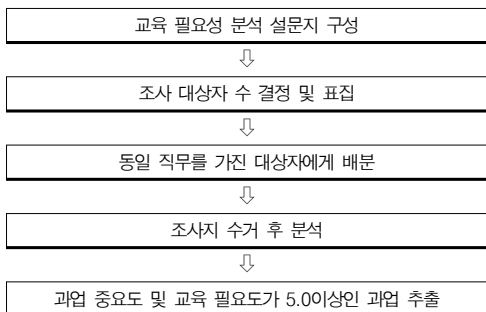 교육 필요성 분석 설문지 구성
⇩
조사 대상자 수 결정 및 표집
⇩
동일 직무를 가진 대상자에게 배분
⇩
조사지 수거 후 분석
⇩
과업 중요도 및 교육 필요도가 5.0이상인 과업 추출